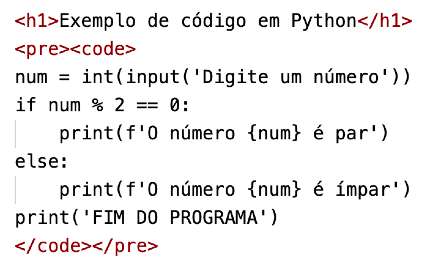 <h1>Exemplo de código em Python</h1>
<pre><code>
num = int(input('Digite um número'))
if num % 2 == 0:
    print(f'O número {num} é par')
else:
    print(f'O número {num} é ímpar')
print('FIM DO PROGRAMA')
</code></pre>